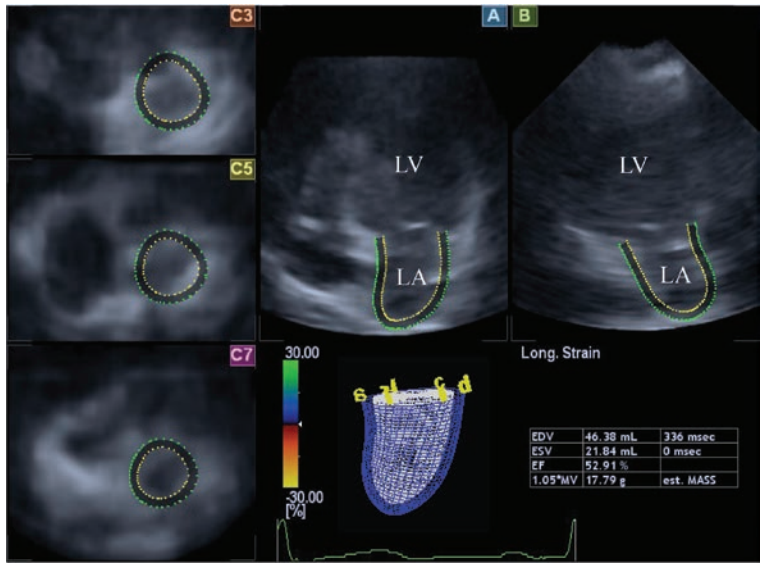 C3
A
B
C5
LV
LV
LA
LA
C7
30.00
-30.00
[%]
Long. Strain
c d
EDV 46.38 mL 336 msec
ESV 21.84 mL 0 msec
EF 52.91 %
1.05*MV 17.79 g est. MASS